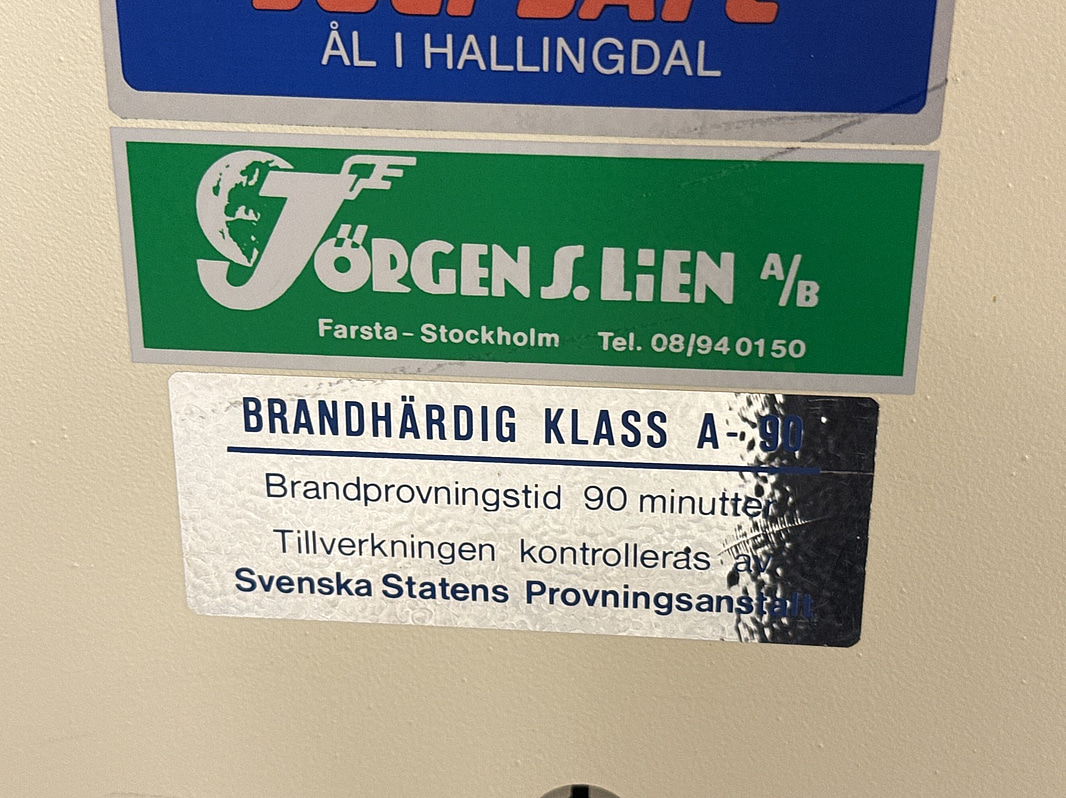 ÅL I HALLINGDAL
JÖRGEN S. LiEN A/B
Farsta - Stockholm Tel. 08/940150
BRANDHÄRDIG KLASS A-90
Brandprovningstid 90 minutter
Tillverkningen kontrolleras av
Svenska Statens Provningsanstalt